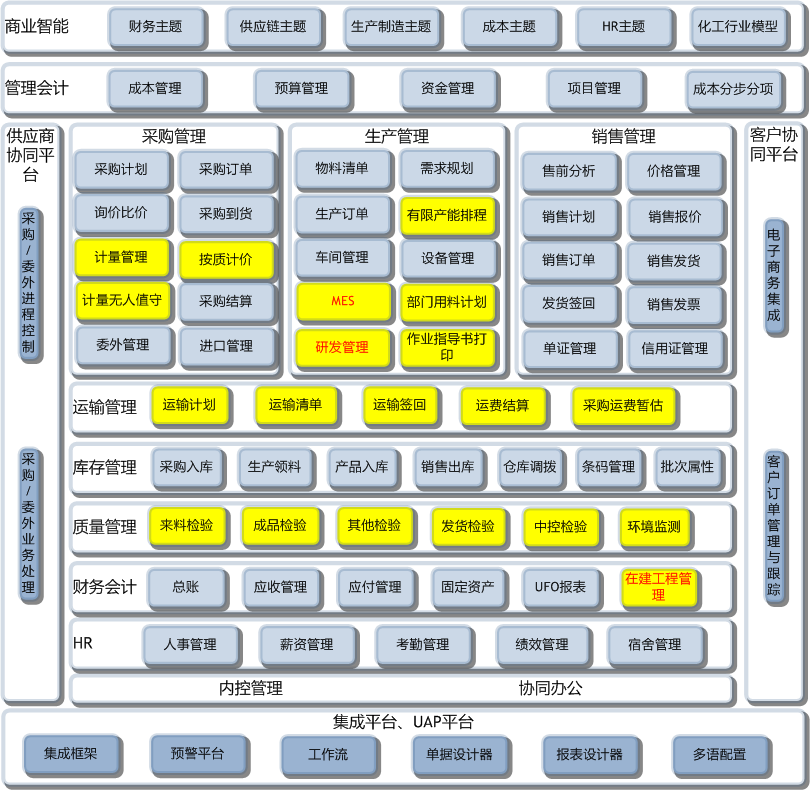 商业智能
财务主题
供应链主题
生产制造主题
成本主题
HR主题
化工行业模型
管理会计
成本管理
预算管理
资金管理
项目管理
成本分步分项
供应商
协同平
台
采购/委外进程控制
采购/委外业务处理
采购管理
采购计划
采购订单
询价比价
采购到货
计量管理
按质计价
计量无人值守
采购结算
委外管理
进口管理
生产管理
物料清单
需求规划
生产订单
有限产能排程
车间管理
设备管理
MES
部门用料计划
研发管理
作业指导书打
印
销售管理
售前分析
价格管理
销售计划
销售报价
销售订单
销售发货
发货签回
销售发票
单证管理
信用证管理
客户协
同平台
电子商务集成
客户订单管理与跟踪
运输管理
运输计划
运输清单
运输签回
运费结算
采购运费暂估
库存管理
采购入库
生产领料
产品入库
销售出库
仓库调拨
条码管理
批次属性
质量管理
来料检验
成品检验
其他检验
发货检验
中控检验
环境监测
财务会计
总账
应收管理
应付管理
固定资产
UFO报表
在建工程管
理
HR
人事管理
薪资管理
考勤管理
绩效管理
宿舍管理
内控管理
协同办公
集成平台、UAP平台
集成框架
预警平台
工作流
单据设计器
报表设计器
多语配置